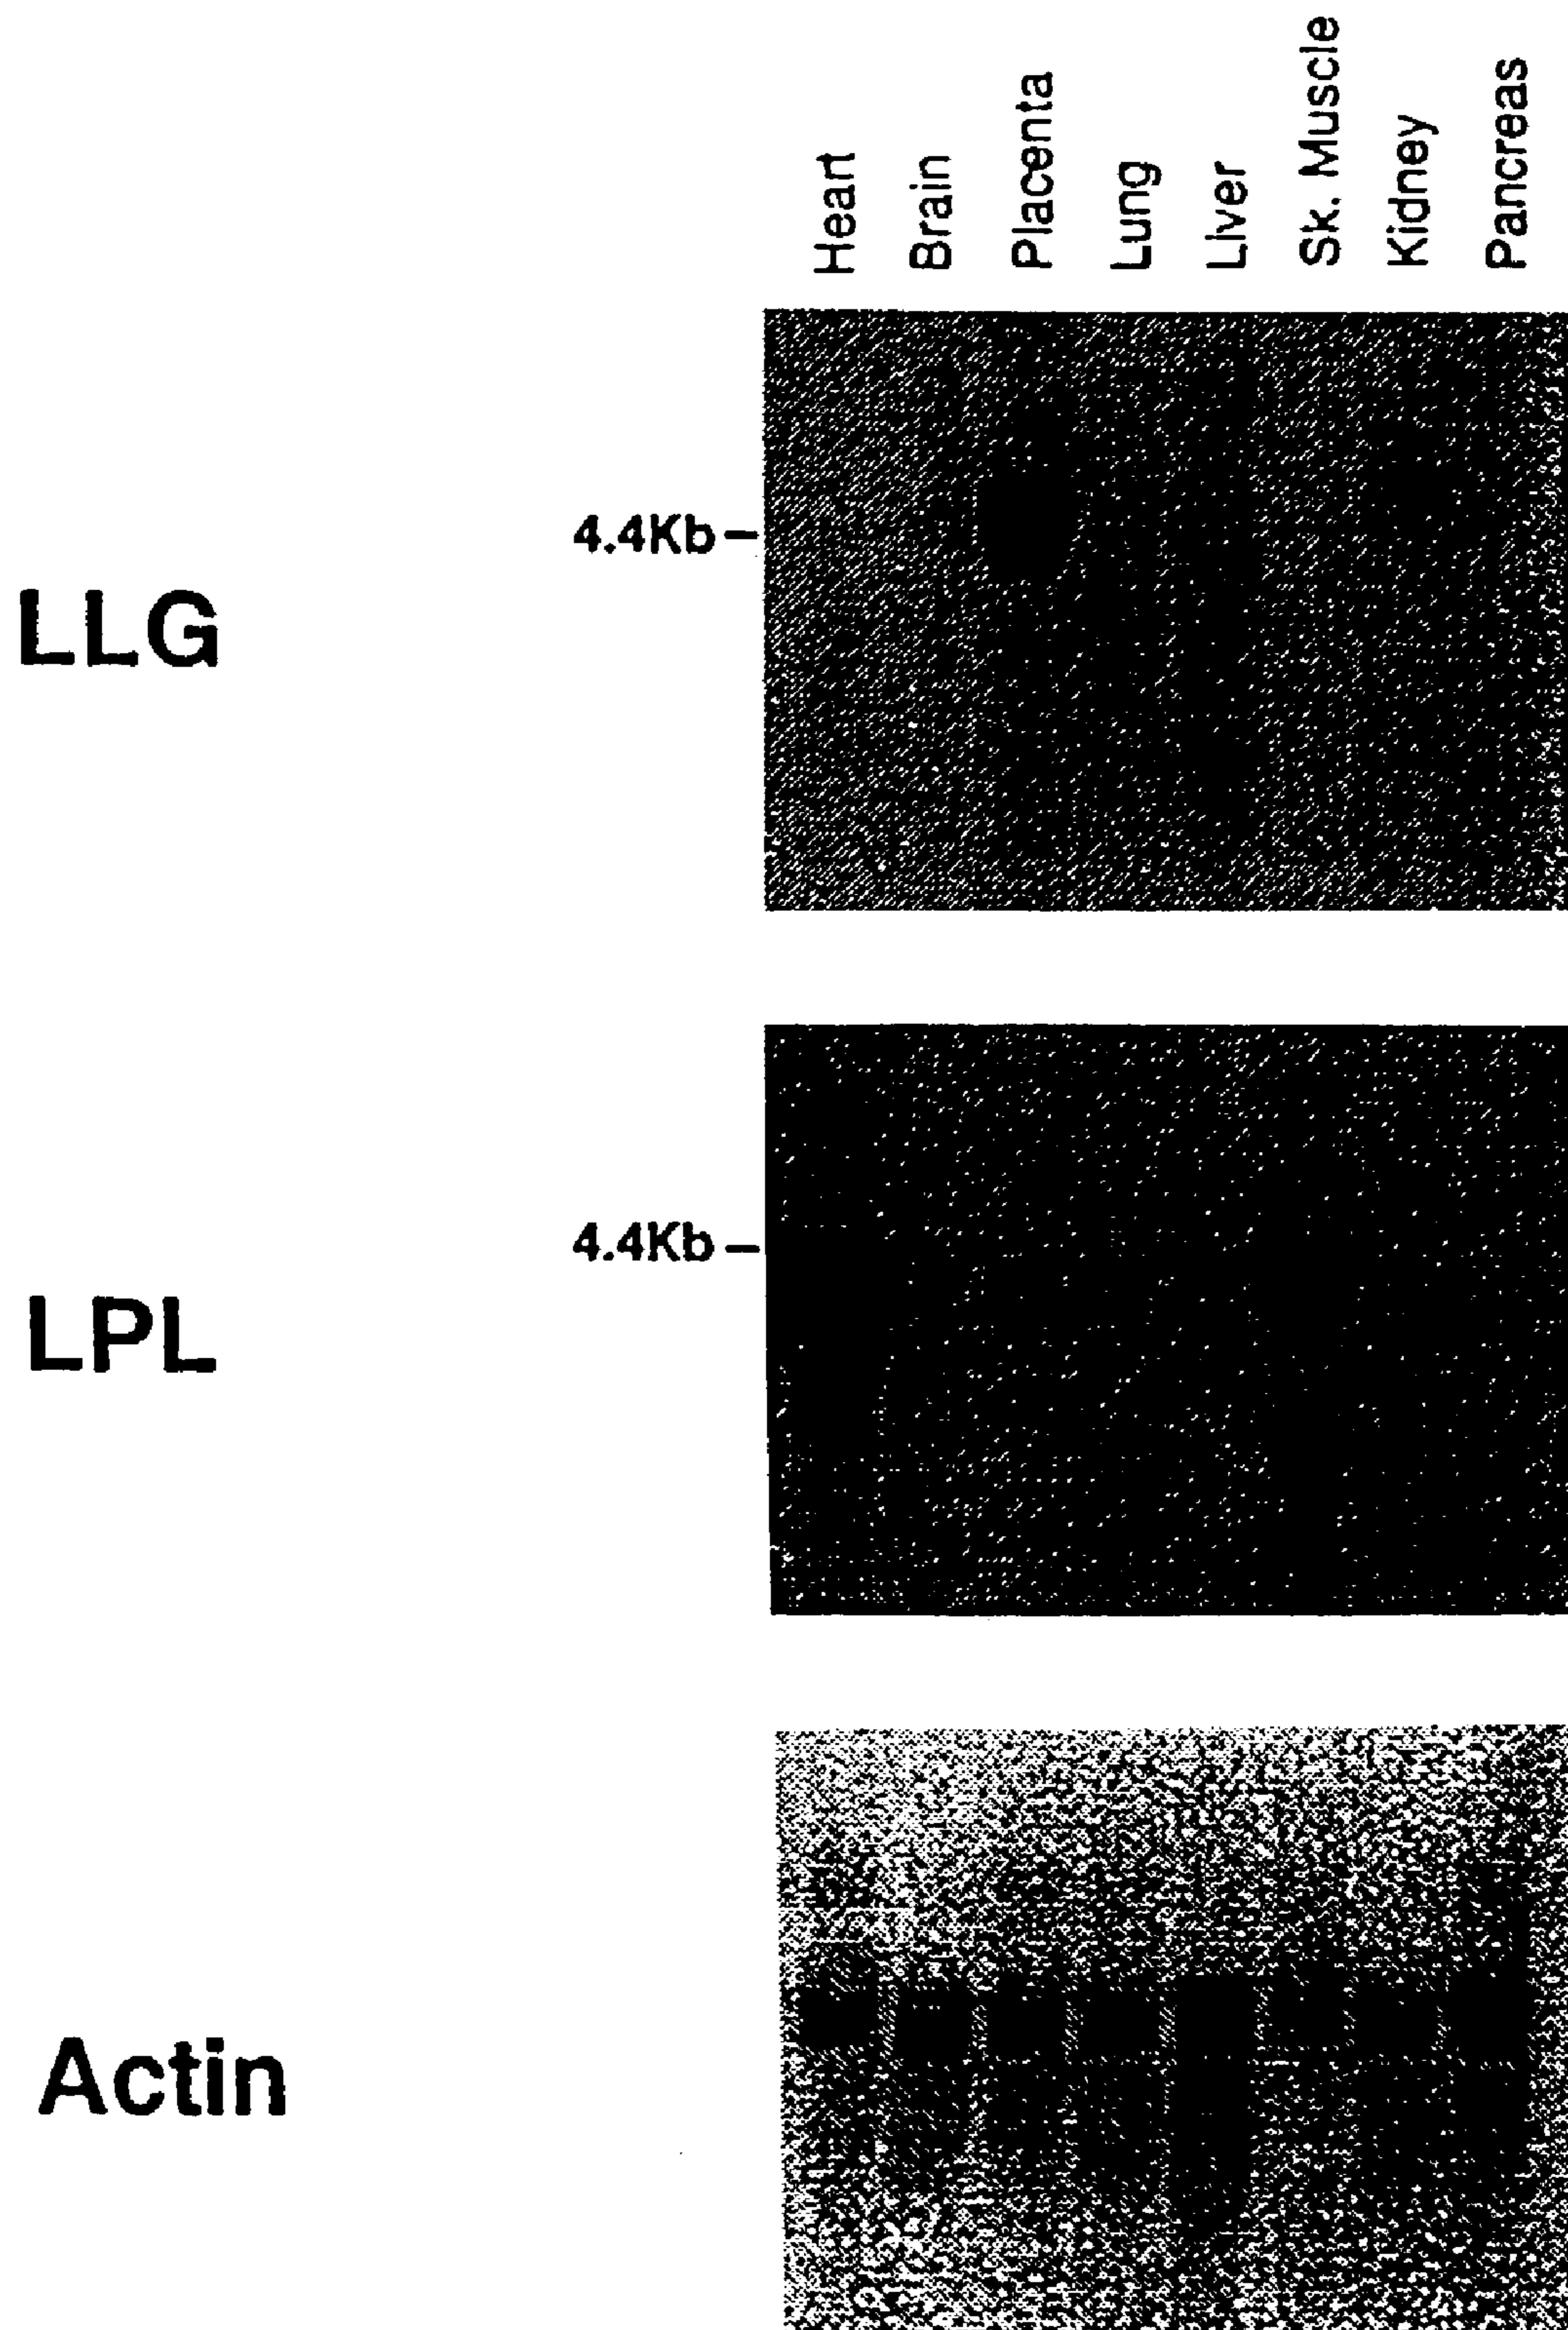 Heart
Brain
Placenta
Lung
Liver
Sk. Muscle
Kidney
Pancreas
4.4Kb
LLG
4.4Kb
LPL
Actin